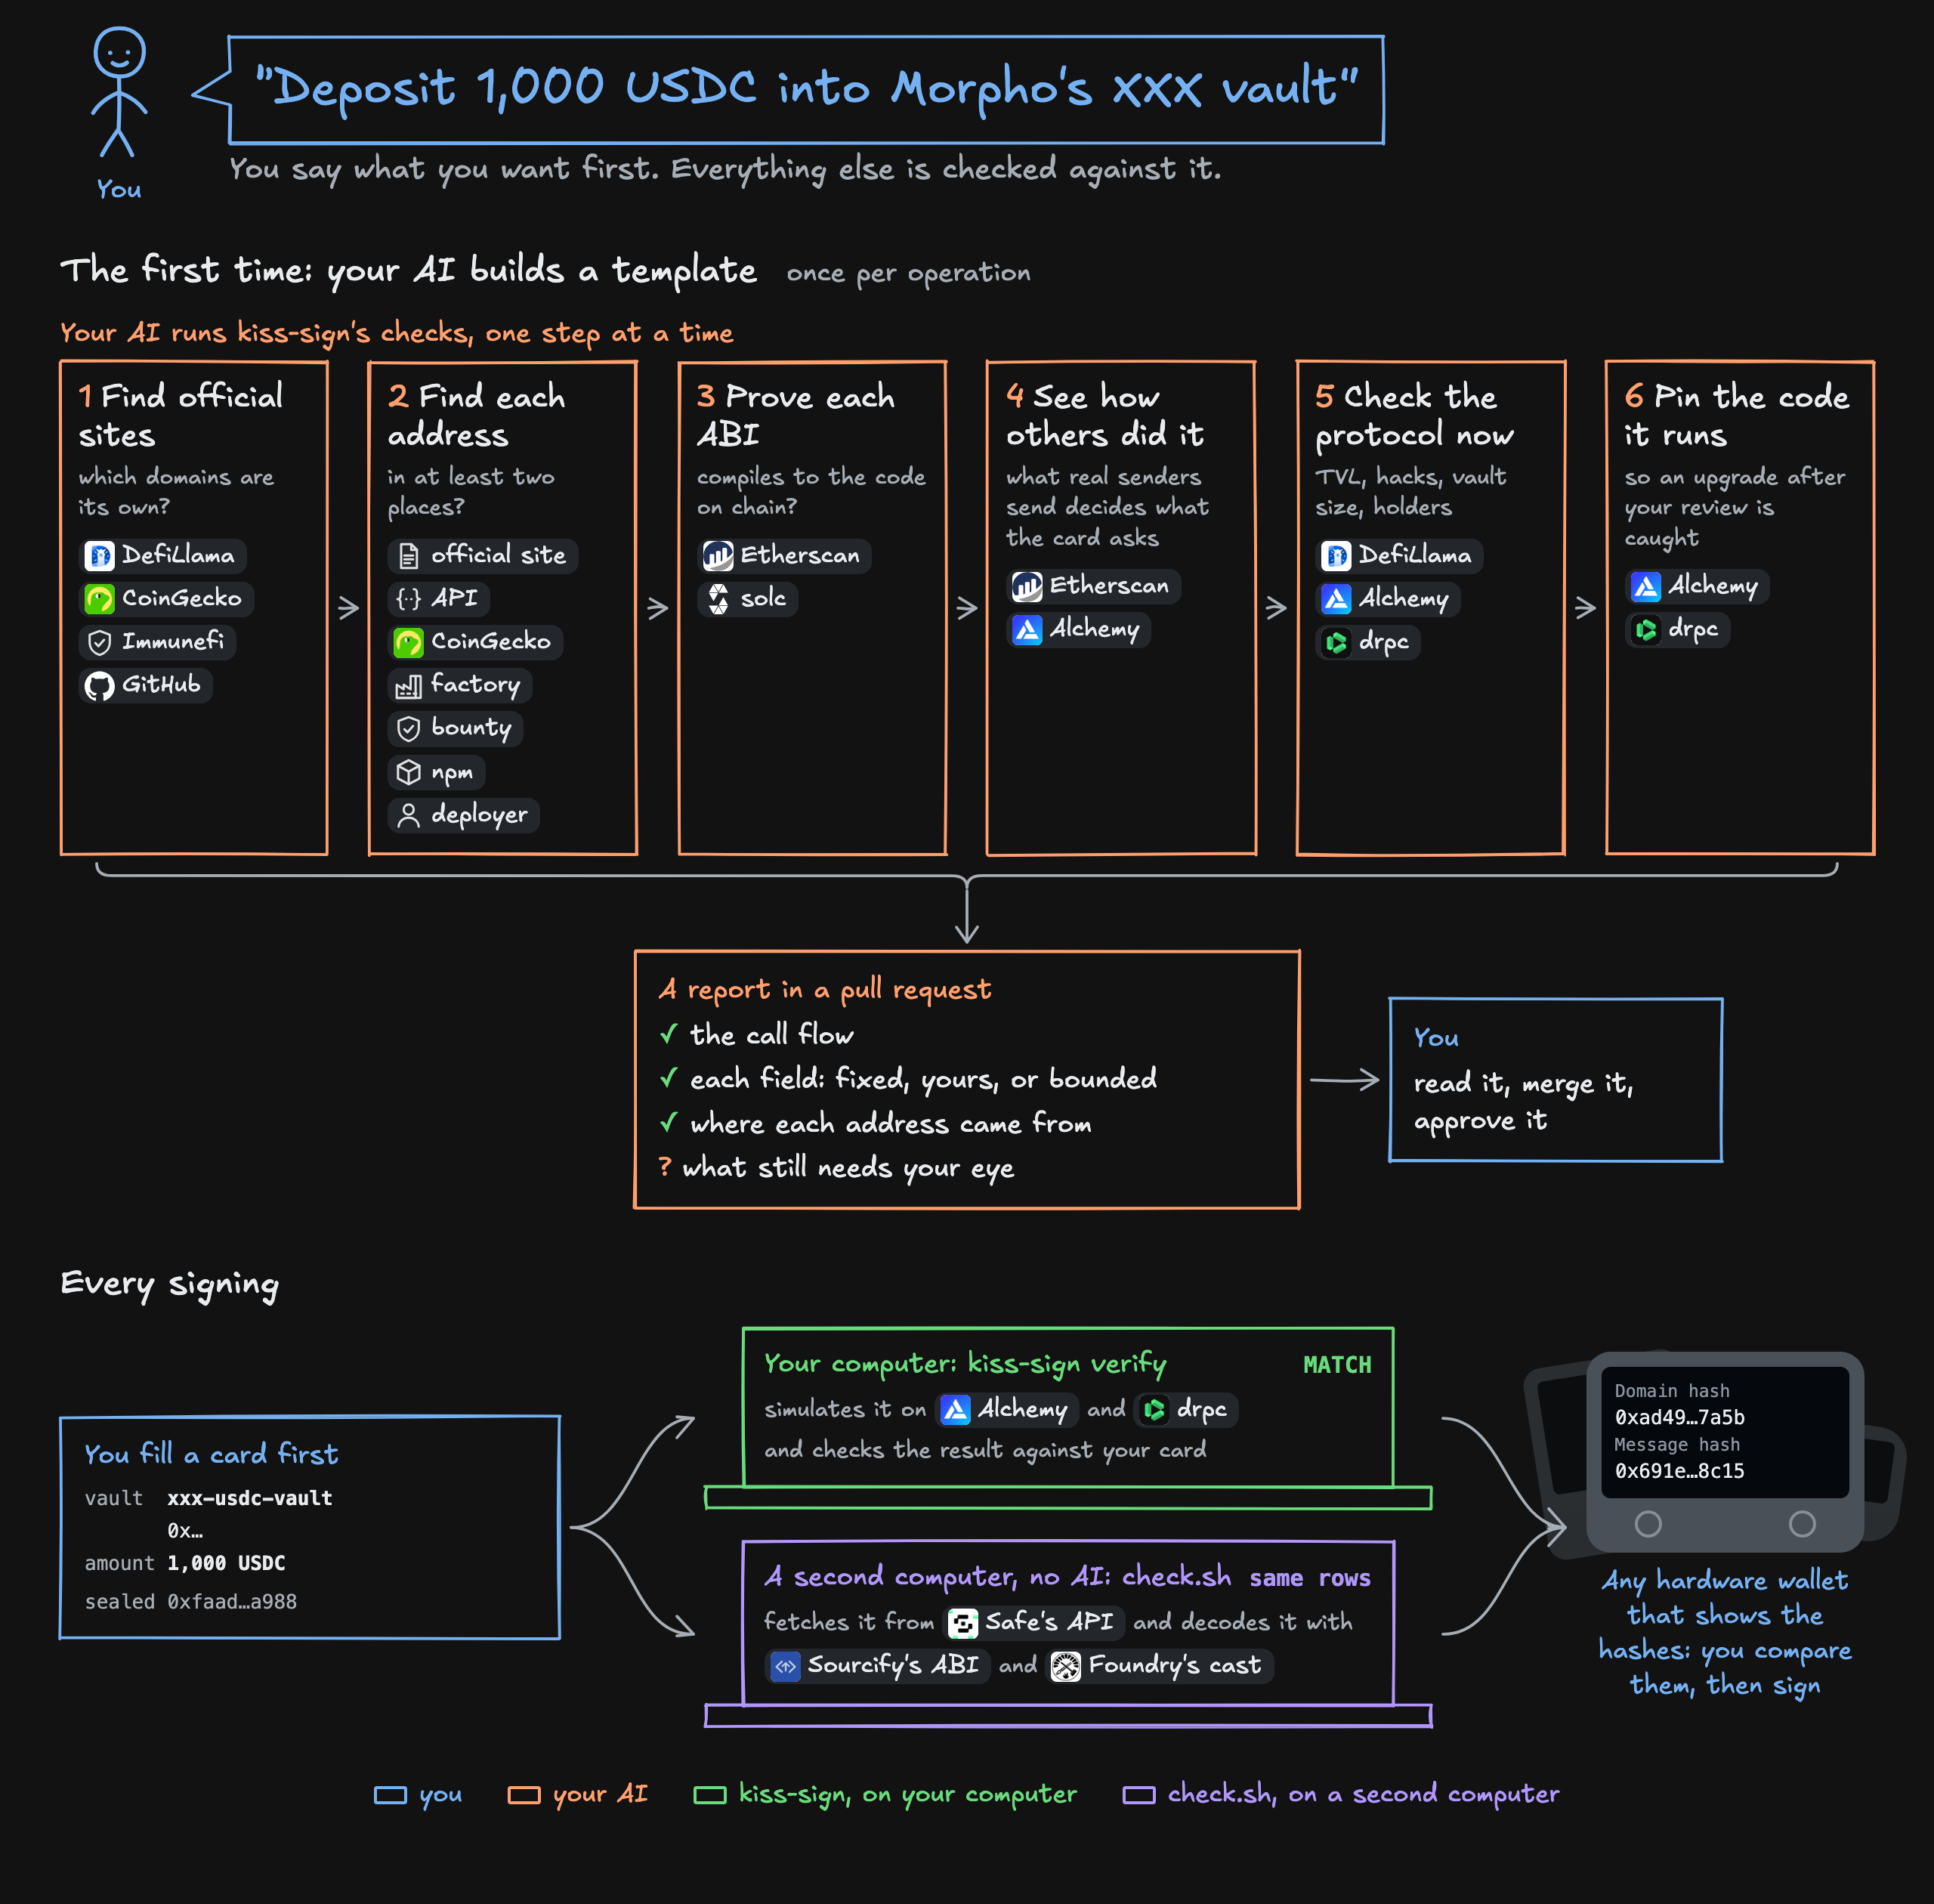 "Deposit 1,000 USDC into Morpho's XXX vault"
You say what you want first. Everything else is checked against it.
You
The first time: your AI builds a template once per operation
Your AI runs kiss-sign's checks, one step at a time
1 Find official
sites
which domains are
its own?
DefiLlama
CoinGecko
Immunefi
GitHub
2 Find each
address
in at least two
places?
official site
API
CoinGecko
factory
bounty
npm
deployer
3 Prove each
ABI
compiles to the code
on chain?
Etherscan
solc
4 See how
others did it
what real senders
send decides what
the card asks
Etherscan
Alchemy
5 Check the
protocol now
TVL, hacks, vault
size, holders
DefiLlama
Alchemy
drpc
6 Pin the code
it runs
so an upgrade after
your review is
caught
Alchemy
drpc
A report in a pull request
✓ the call flow
✓ each field: fixed, yours, or bounded
✓ where each address came from
? what still needs your eye
You
read it, merge it,
approve it
Every signing
You fill a card first
vault xxx-usdc-vault
0x…
amount 1,000 USDC
sealed 0xfaad…a988
Your computer: kiss-sign verify MATCH
simulates it on Alchemy and drpc
and checks the result against your card
A second computer, no AI: check.sh same rows
fetches it from Safe's API and decodes it with
Sourcify's ABI and Foundry's cast
Domain hash
0xad49…7a5b
Message hash
0x691e…8c15
Any hardware wallet
that shows the
hashes: you compare
them, then sign
you
your AI
kiss-sign, on your computer
check.sh, on a second computer